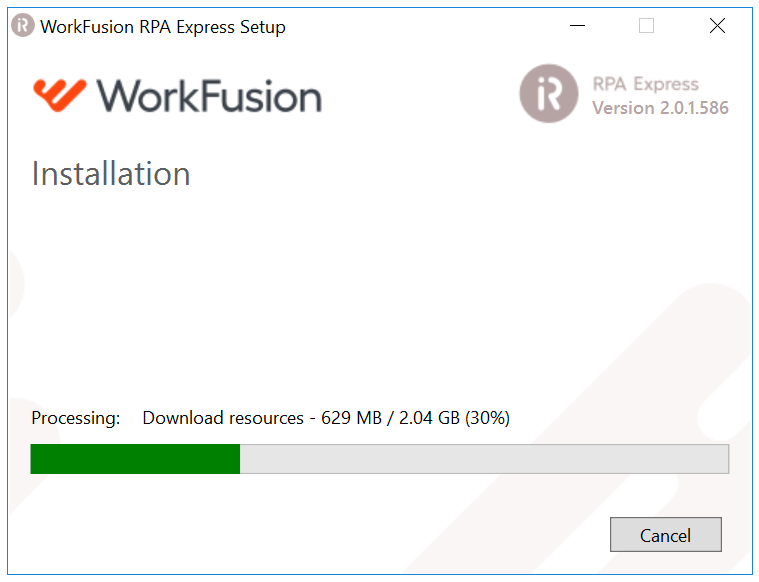 WorkFusion RPA Express Setup
WorkFusion
RPA Express
Version 2.0.1.586
Installation
Processing: Download resources - 629 MB / 2.04 GB (30%)
Cancel